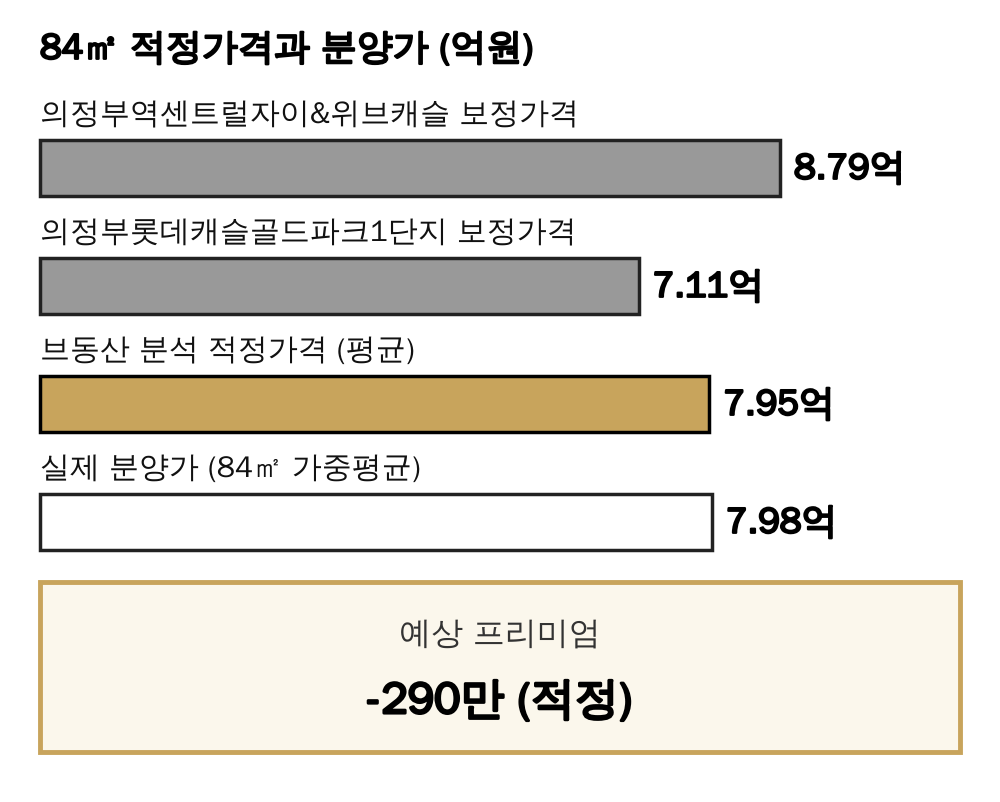 84㎡ 적정가격과 분양가 (억원)
의정부역센트럴자이&위브캐슬 보정가격
8.79억
의정부롯데캐슬골드파크1단지 보정가격
7.11억
브동산 분석 적정가격 (평균)
7.95억
실제 분양가 (84㎡ 가중평균)
7.98억
예상 프리미엄
-290만 (적정)